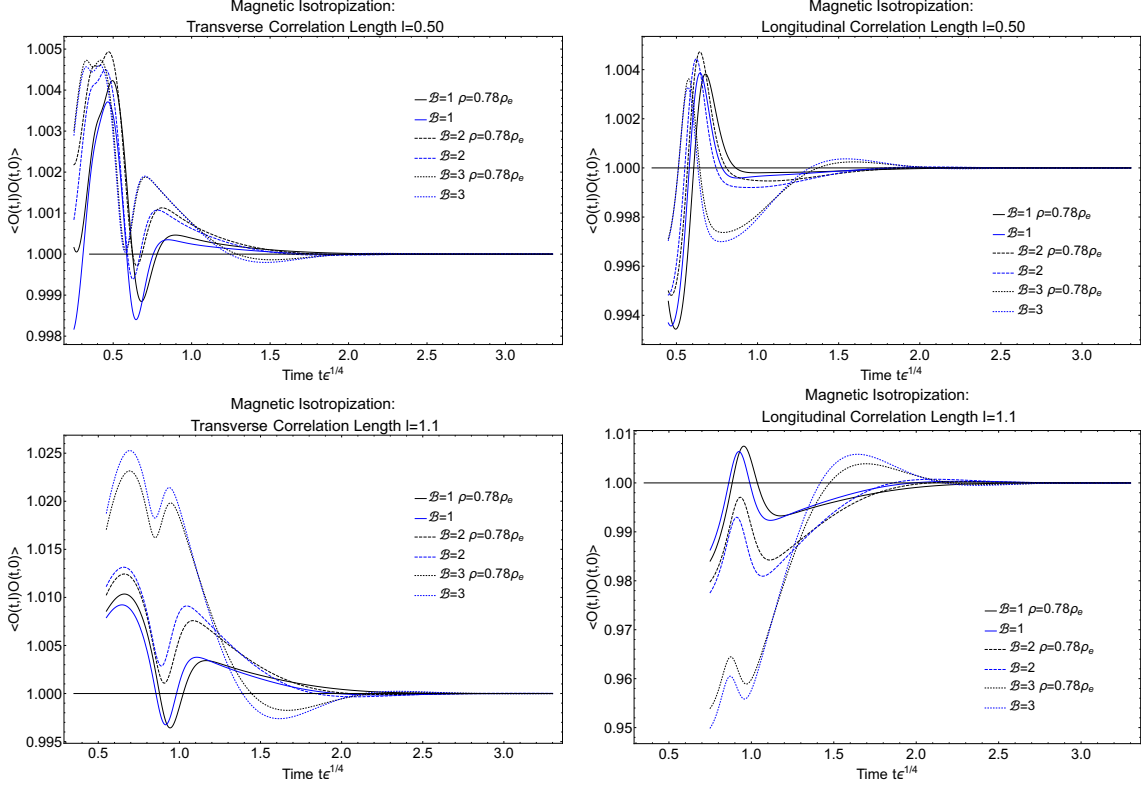 Magnetic Isotropization:
Transverse Correlation Length l=0.50
<O(t,l)O(t,0)>
1.005
1.004
1.003
1.002
1.001
1.000
0.999
0.998
ℬ=1 ρ=0.78ρₑ
ℬ=1
ℬ=2 ρ=0.78ρₑ
ℬ=2
ℬ=3 ρ=0.78ρₑ
ℬ=3
0.5 1.0 1.5 2.0 2.5 3.0
Time tϵ^{1/4}
Magnetic Isotropization:
Longitudinal Correlation Length l=0.50
<O(t,l)O(t,0)>
1.004
1.002
1.000
0.998
0.996
0.994
ℬ=1 ρ=0.78ρₑ
ℬ=1
ℬ=2 ρ=0.78ρₑ
ℬ=2
ℬ=3 ρ=0.78ρₑ
ℬ=3
0.5 1.0 1.5 2.0 2.5 3.0
Time tϵ^{1/4}
Magnetic Isotropization:
Transverse Correlation Length l=1.1
<O(t,l)O(t,0)>
1.025
1.020
1.015
1.010
1.005
1.000
0.995
ℬ=1 ρ=0.78ρₑ
ℬ=1
ℬ=2 ρ=0.78ρₑ
ℬ=2
ℬ=3 ρ=0.78ρₑ
ℬ=3
0.5 1.0 1.5 2.0 2.5 3.0
Time tϵ^{1/4}
Magnetic Isotropization:
Longitudinal Correlation Length l=1.1
<O(t,l)O(t,0)>
1.01
1.00
0.99
0.98
0.97
0.96
0.95
ℬ=1 ρ=0.78ρₑ
ℬ=1
ℬ=2 ρ=0.78ρₑ
ℬ=2
ℬ=3 ρ=0.78ρₑ
ℬ=3
0.5 1.0 1.5 2.0 2.5 3.0
Time tϵ^{1/4}